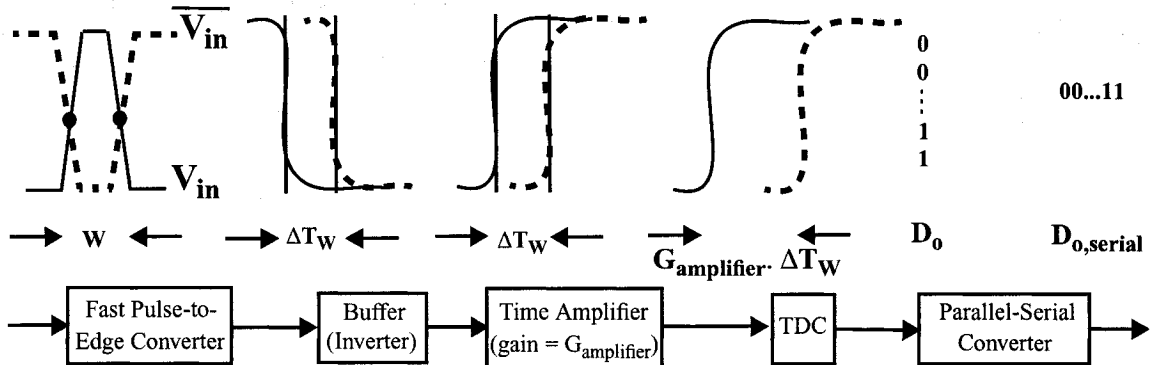 V̅i̅n̅
Vin
0
0
1
1
00...11
W
ΔTW
ΔTW
Gamplifier. ΔTW
Do
Do,serial
Fast Pulse-to-
Edge Converter
Buffer
(Inverter)
Time Amplifier
(gain = Gamplifier)
TDC
Parallel-Serial
Converter